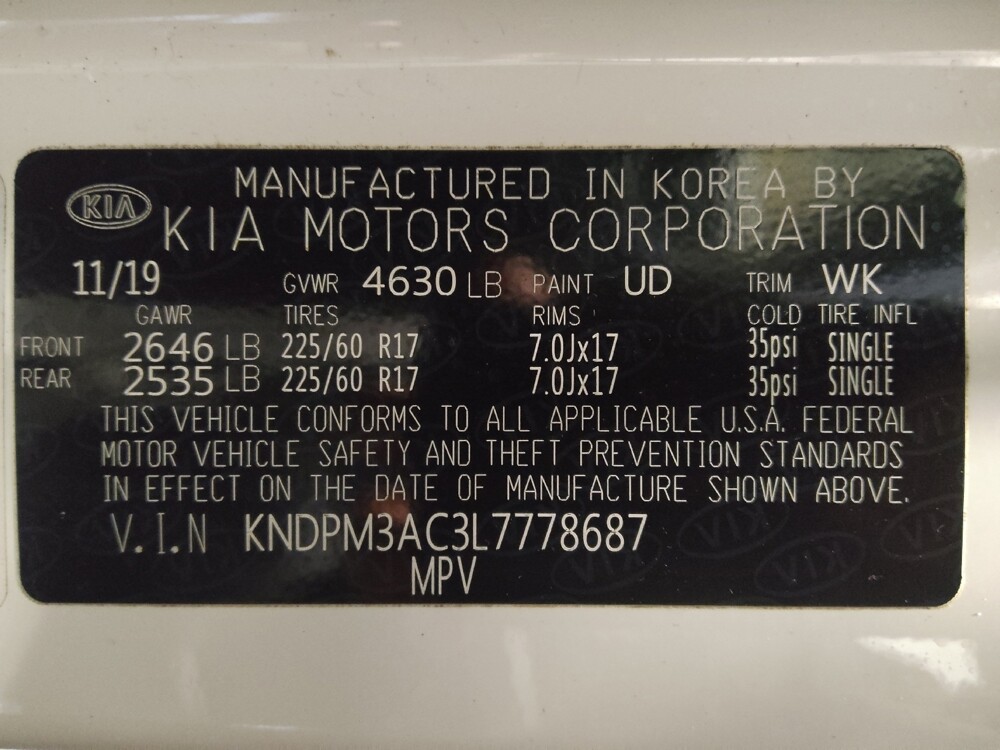 MANUFACTURED IN KOREA BY
KIA KIA MOTORS CORPORATION
11/19 GVWR 4630 LB PAINT UD TRIM WK
GAWR TIRES RIMS COLD TIRE INFL
FRONT 2646 LB 225/60 R17 7.0Jx17 35psi SINGLE
REAR 2535 LB 225/60 R17 7.0Jx17 35psi SINGLE
THIS VEHICLE CONFORMS TO ALL APPLICABLE U.S.A. FEDERAL
MOTOR VEHICLE SAFETY AND THEFT PREVENTION STANDARDS
IN EFFECT ON THE DATE OF MANUFACTURE SHOWN ABOVE.
V.I.N KNDPM3AC3L7778687
MPV